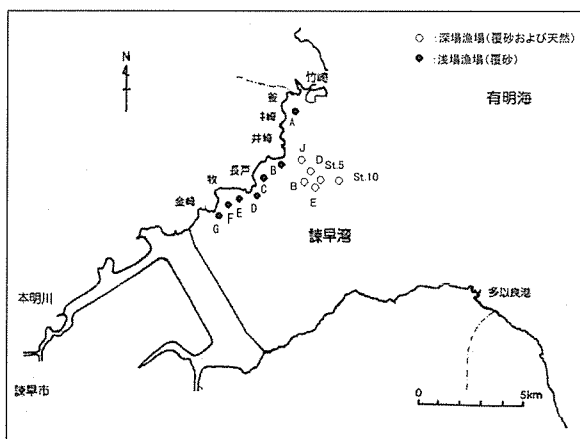 ○ :深場漁場(覆砂および天然)
● :浅場漁場(覆砂)
N
竹崎
有明海
釜
A
井崎
J
長戸
D
St.5
St.10
B
C
B
E
牧
D
E
F
G
金崎
諫早湾
本明川
多以良港
諫早市
0
5km